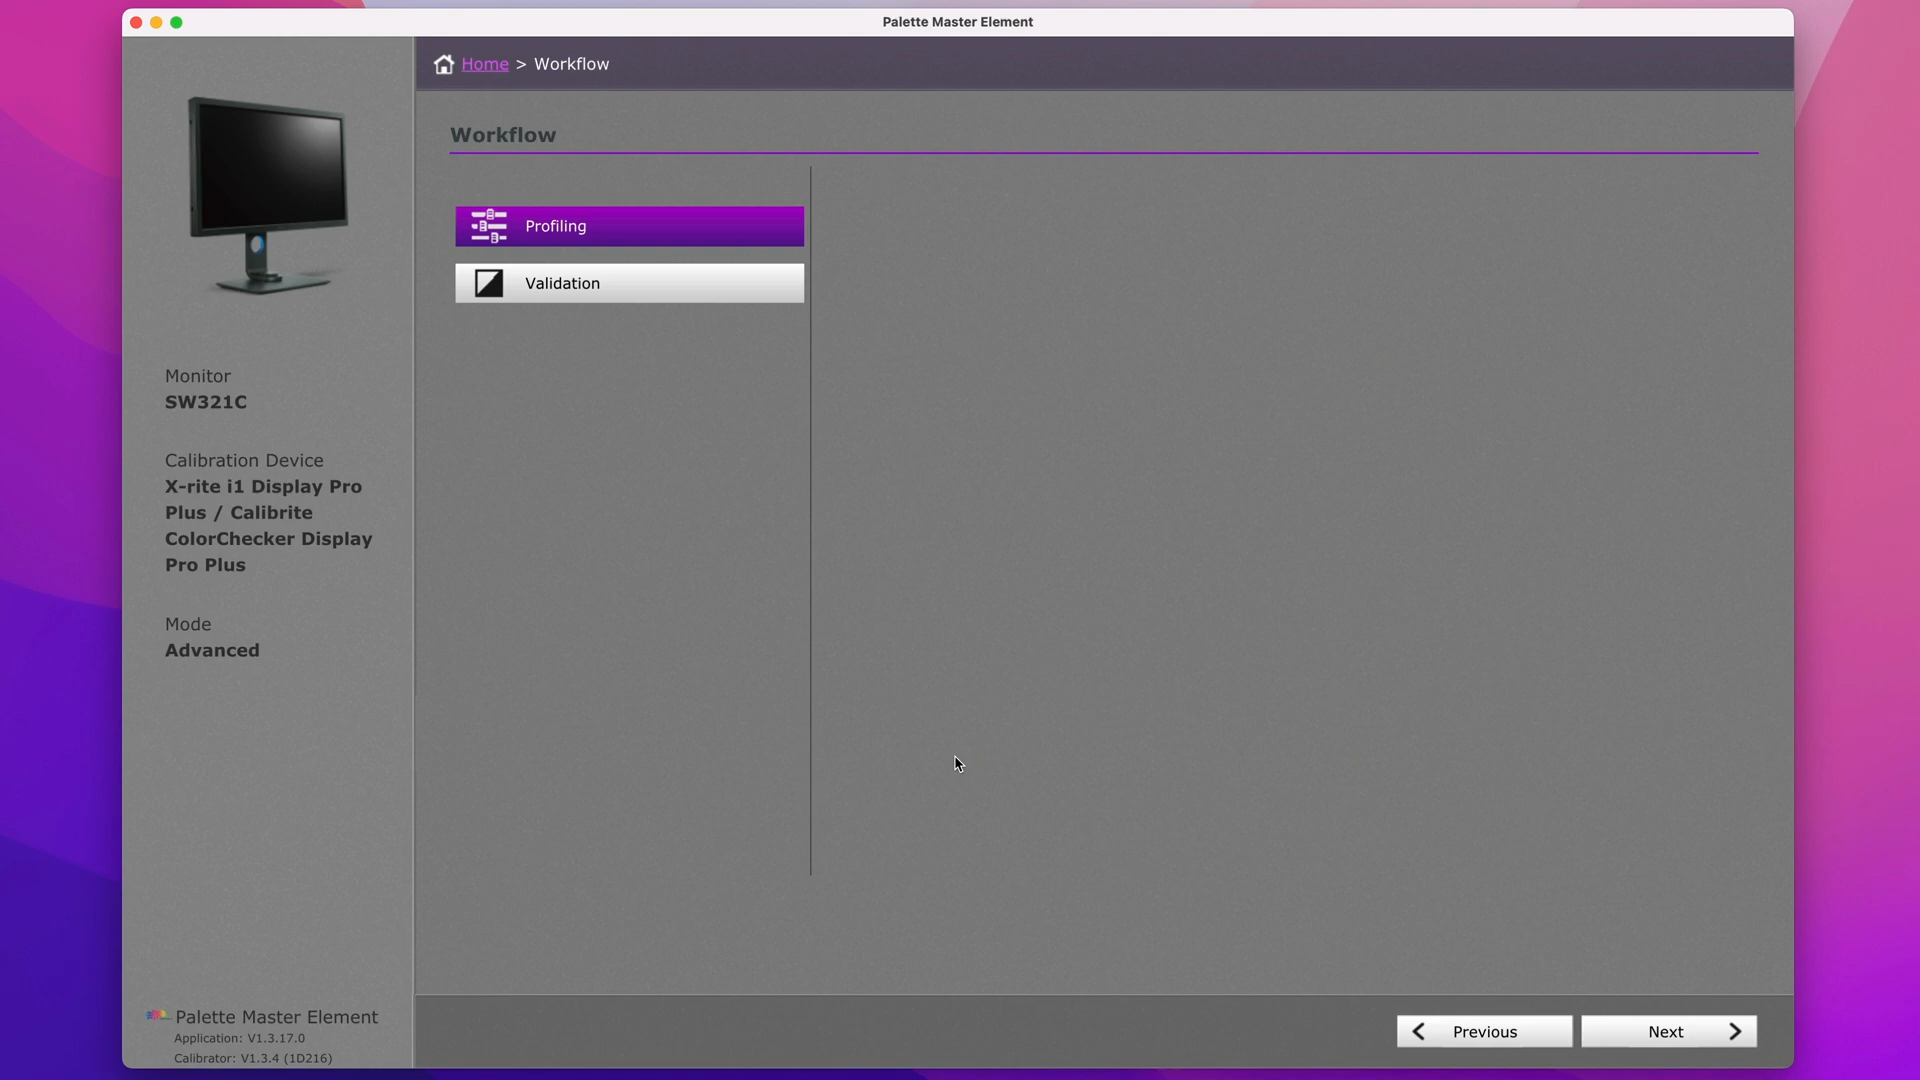 Palette Master Element
Home > Workflow
Workflow
Profiling
Validation
Monitor
SW321C
Calibration Device
X-rite i1 Display Pro
Plus / Calibrite
ColorChecker Display
Pro Plus
Mode
Advanced
Palette Master Element
Application: V1.3.17.0
Calibrator: V1.3.4 (1D216)
Previous
Next